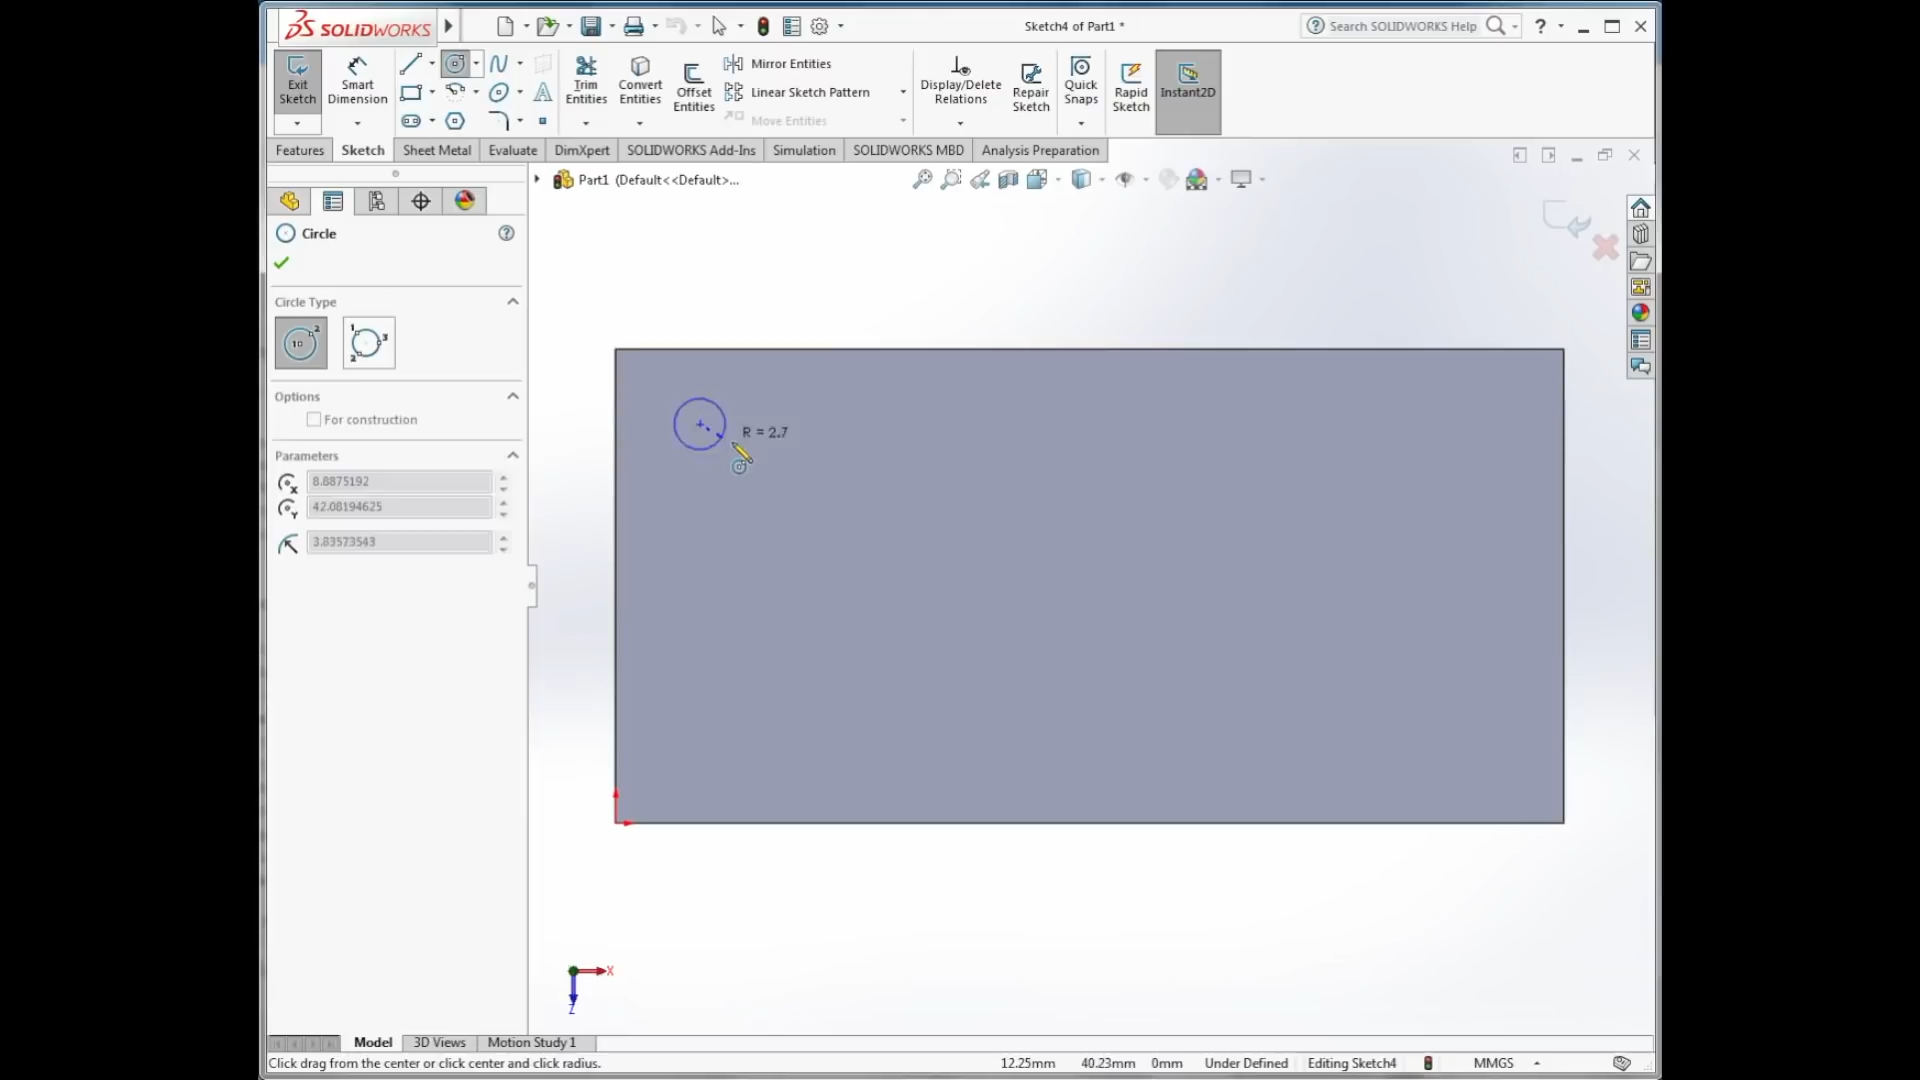 SOLIDWORKS
Sketch4 of Part1 *
Search SOLIDWORKS Help
?
Exit Sketch
Smart Dimension
Trim Entities
Convert Entities
Offset Entities
Mirror Entities
Linear Sketch Pattern
Move Entities
Display/Delete Relations
Repair Sketch
Quick Snaps
Rapid Sketch
Instant2D
Features
Sketch
Sheet Metal
Evaluate
DimXpert
SOLIDWORKS Add-Ins
Simulation
SOLIDWORKS MBD
Analysis Preparation
Part1 (Default<<Default>...
Circle
Circle Type
Options
For construction
Parameters
8.8875192
42.08194625
3.83573543
R = 2.7
X
Z
Model
3D Views
Motion Study 1
Click drag from the center or click center and click radius.
12.25mm
40.23mm
0mm
Under Defined
Editing Sketch4
MMGS